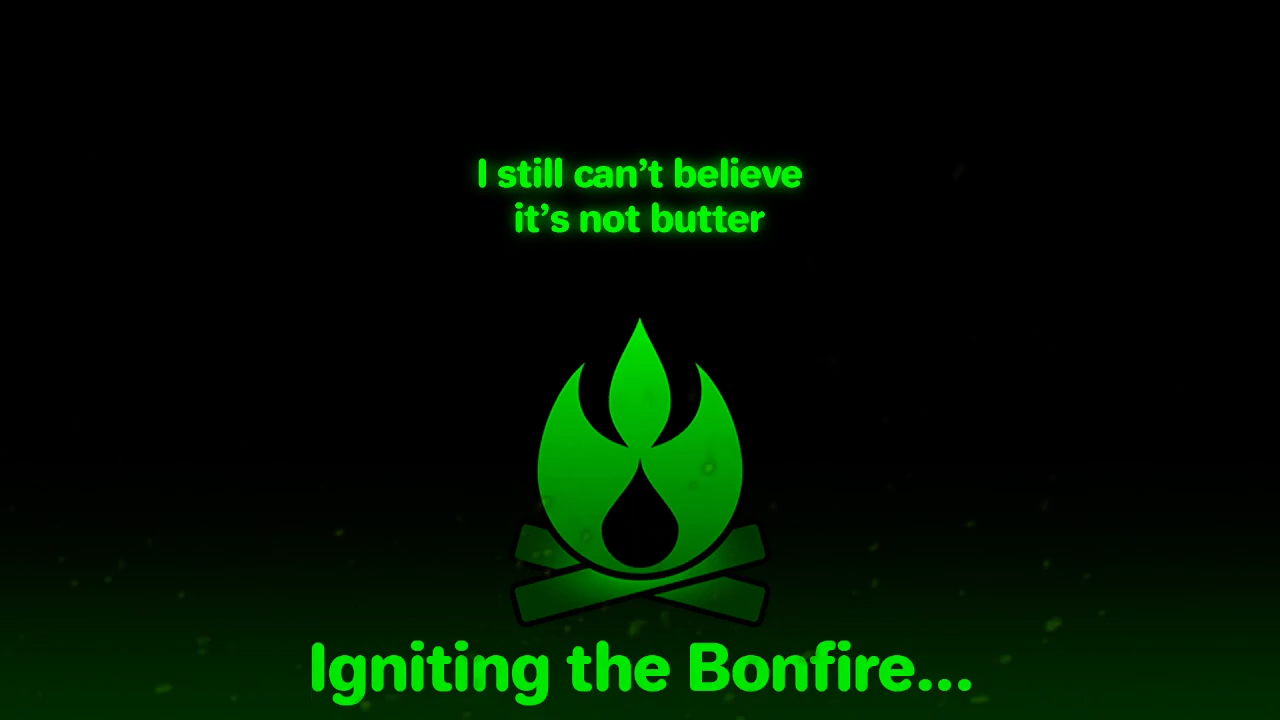 I still can’t believe
it’s not butter
Igniting the Bonfire...